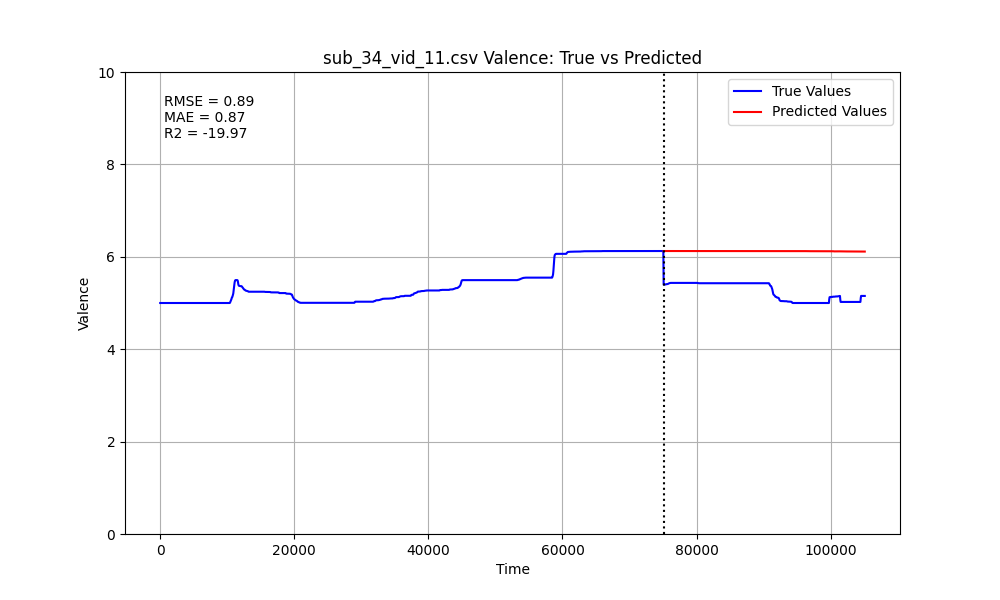 sub_34_vid_11.csv Valence: True vs Predicted
RMSE = 0.89
MAE = 0.87
R2 = -19.97
True Values
Predicted Values
10
8
6
4
2
0
Valence
0
20000
40000
60000
80000
100000
Time